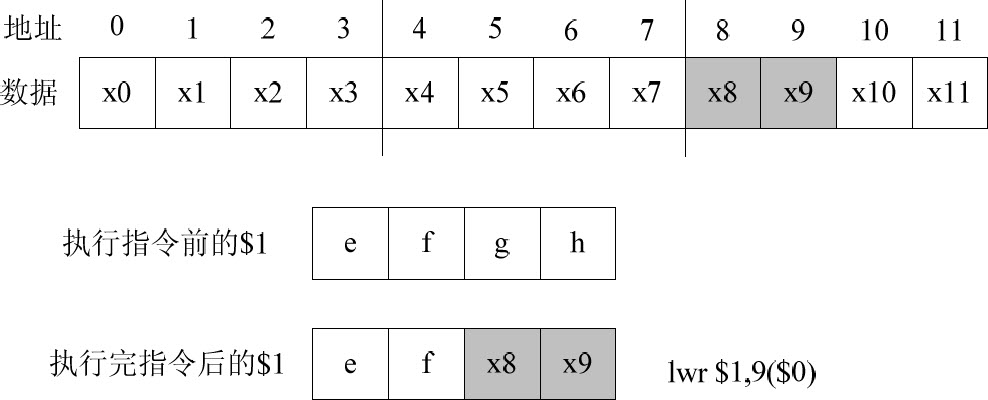 地址 0 1 2 3 4 5 6 7 8 9 10 11
数据 x0 x1 x2 x3 x4 x5 x6 x7 x8 x9 x10 x11
执行指令前的$1 e f g h
执行完指令后的$1 e f x8 x9 lwr $1,9($0)